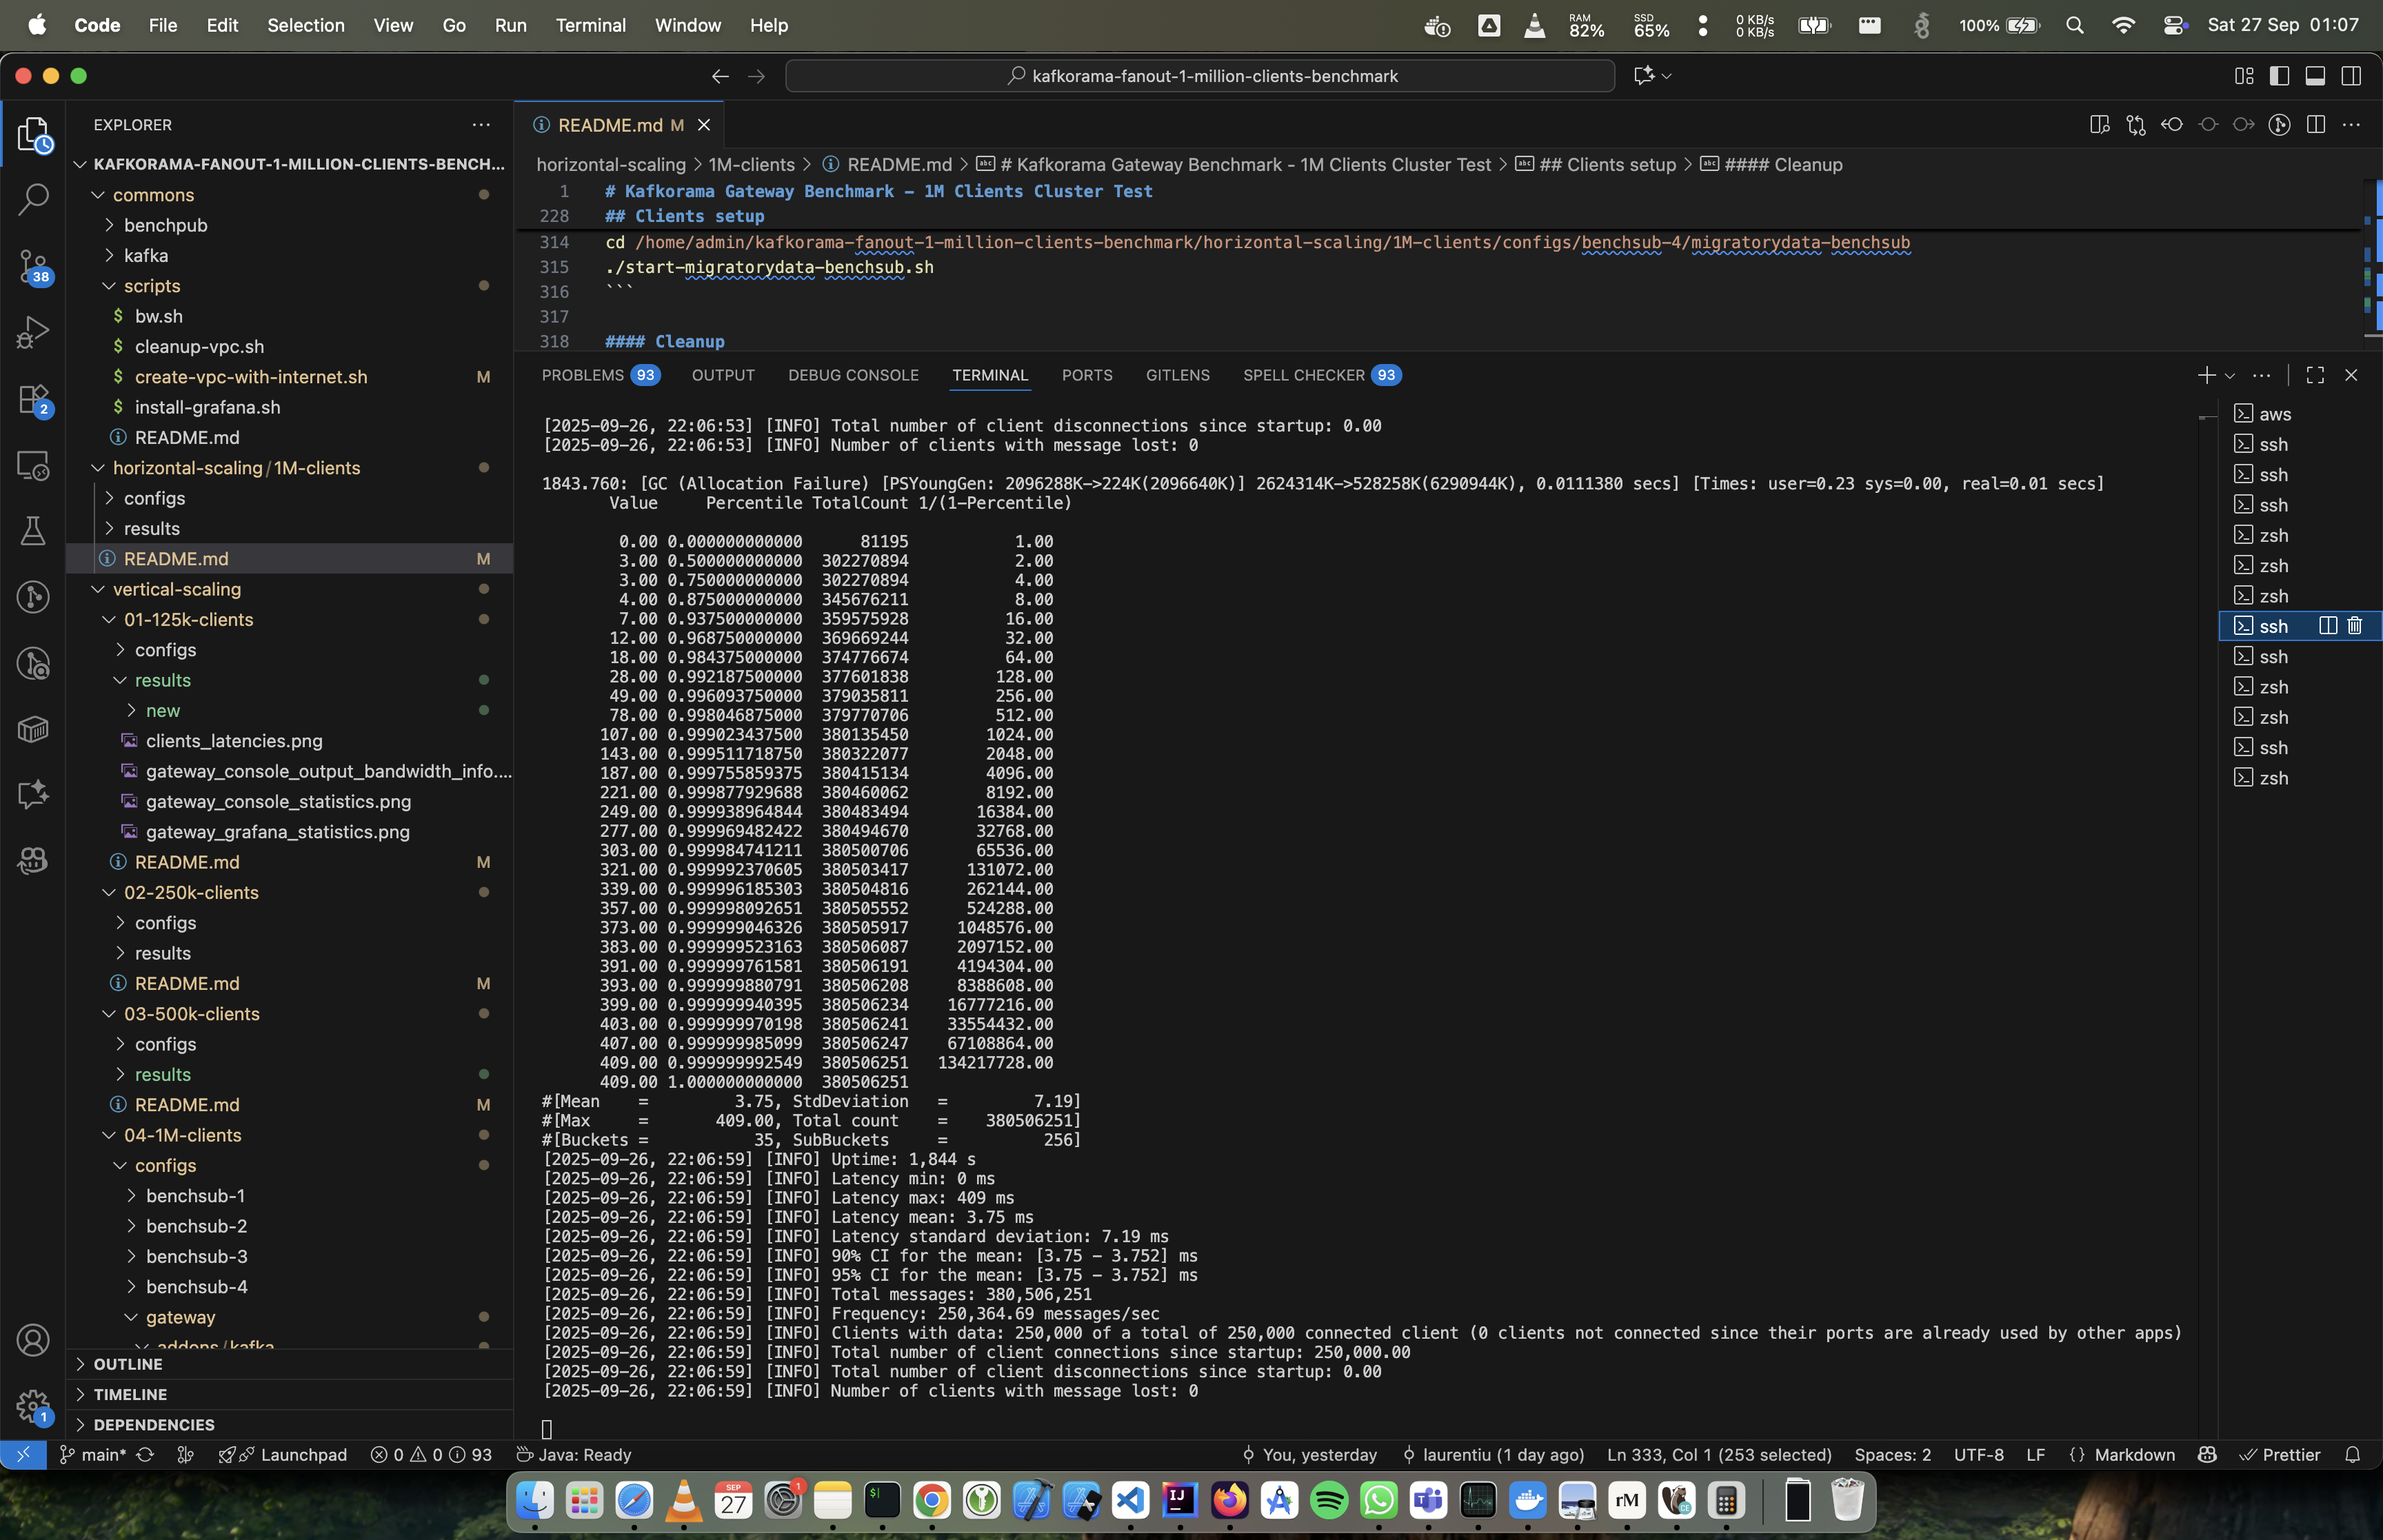 Code File Edit Selection View Go Run Terminal Window Help
RAM 82% SSD 65% 0 KB/s 0 KB/s 100% Sat 27 Sep 01:07
kafkorama-fanout-1-million-clients-benchmark
EXPLORER
KAFKORAMA-FANOUT-1-MILLION-CLIENTS-BENCH...
commons
benchpub
kafka
scripts
$ bw.sh
$ cleanup-vpc.sh
$ create-vpc-with-internet.sh M
$ install-grafana.sh
README.md
horizontal-scaling/1M-clients
configs
results
README.md M
vertical-scaling
01-125k-clients
configs
results
new
clients_latencies.png
gateway_console_output_bandwidth_info....
gateway_console_statistics.png
gateway_grafana_statistics.png
README.md M
02-250k-clients
configs
results
README.md M
03-500k-clients
configs
results
README.md M
04-1M-clients
configs
benchsub-1
benchsub-2
benchsub-3
benchsub-4
gateway
addons/kafka
OUTLINE
TIMELINE
DEPENDENCIES
38
2
1
README.md M
horizontal-scaling > 1M-clients > README.md > # Kafkorama Gateway Benchmark - 1M Clients Cluster Test > ## Clients setup > #### Cleanup
1 # Kafkorama Gateway Benchmark – 1M Clients Cluster Test
228 ## Clients setup
314 cd /home/admin/kafkorama-fanout-1-million-clients-benchmark/horizontal-scaling/1M-clients/configs/benchsub-4/migratorydata-benchsub
315 ./start-migratorydata-benchsub.sh
316 ```
317
318 #### Cleanup
PROBLEMS 93 OUTPUT DEBUG CONSOLE TERMINAL PORTS GITLENS SPELL CHECKER 93
[2025-09-26, 22:06:53] [INFO] Total number of client disconnections since startup: 0.00
[2025-09-26, 22:06:53] [INFO] Number of clients with message lost: 0
1843.760: [GC (Allocation Failure) [PSYoungGen: 2096288K->224K(2096640K)] 2624314K->528258K(6290944K), 0.0111380 secs] [Times: user=0.23 sys=0.00, real=0.01 secs]
Value Percentile TotalCount 1/(1-Percentile)
0.00 0.000000000000 81195 1.00
3.00 0.500000000000 302270894 2.00
3.00 0.750000000000 302270894 4.00
4.00 0.875000000000 345676211 8.00
7.00 0.937500000000 359575928 16.00
12.00 0.968750000000 369669244 32.00
18.00 0.984375000000 374776674 64.00
28.00 0.992187500000 377601838 128.00
49.00 0.996093750000 379035811 256.00
78.00 0.998046875000 379770706 512.00
107.00 0.999023437500 380135450 1024.00
143.00 0.999511718750 380322077 2048.00
187.00 0.999755859375 380415134 4096.00
221.00 0.999877929688 380460062 8192.00
249.00 0.999938964844 380483494 16384.00
277.00 0.999969482422 380494670 32768.00
303.00 0.999984741211 380500706 65536.00
321.00 0.999992370605 380503417 131072.00
339.00 0.999996185303 380504816 262144.00
357.00 0.999998092651 380505552 524288.00
373.00 0.999999046326 380505917 1048576.00
383.00 0.999999523163 380506087 2097152.00
391.00 0.999999761581 380506191 4194304.00
393.00 0.999999880791 380506208 8388608.00
399.00 0.999999940395 380506234 16777216.00
403.00 0.999999970198 380506241 33554432.00
407.00 0.999999985099 380506247 67108864.00
409.00 0.999999992549 380506251 134217728.00
409.00 1.000000000000 380506251
#[Mean = 3.75, StdDeviation = 7.19]
#[Max = 409.00, Total count = 380506251]
#[Buckets = 35, SubBuckets = 256]
[2025-09-26, 22:06:59] [INFO] Uptime: 1,844 s
[2025-09-26, 22:06:59] [INFO] Latency min: 0 ms
[2025-09-26, 22:06:59] [INFO] Latency max: 409 ms
[2025-09-26, 22:06:59] [INFO] Latency mean: 3.75 ms
[2025-09-26, 22:06:59] [INFO] Latency standard deviation: 7.19 ms
[2025-09-26, 22:06:59] [INFO] 90% CI for the mean: [3.75 - 3.752] ms
[2025-09-26, 22:06:59] [INFO] 95% CI for the mean: [3.75 - 3.752] ms
[2025-09-26, 22:06:59] [INFO] Total messages: 380,506,251
[2025-09-26, 22:06:59] [INFO] Frequency: 250,364.69 messages/sec
[2025-09-26, 22:06:59] [INFO] Clients with data: 250,000 of a total of 250,000 connected client (0 clients not connected since their ports are already used by other apps)
[2025-09-26, 22:06:59] [INFO] Total number of client connections since startup: 250,000.00
[2025-09-26, 22:06:59] [INFO] Total number of client disconnections since startup: 0.00
[2025-09-26, 22:06:59] [INFO] Number of clients with message lost: 0
aws
ssh
ssh
ssh
zsh
zsh
zsh
ssh
ssh
zsh
zsh
ssh
zsh
main* Launchpad 0 0 93 Java: Ready You, yesterday laurentiu (1 day ago) Ln 333, Col 1 (253 selected) Spaces: 2 UTF-8 LF {} Markdown Prettier
SEP 27 1 $ IJ rM CE